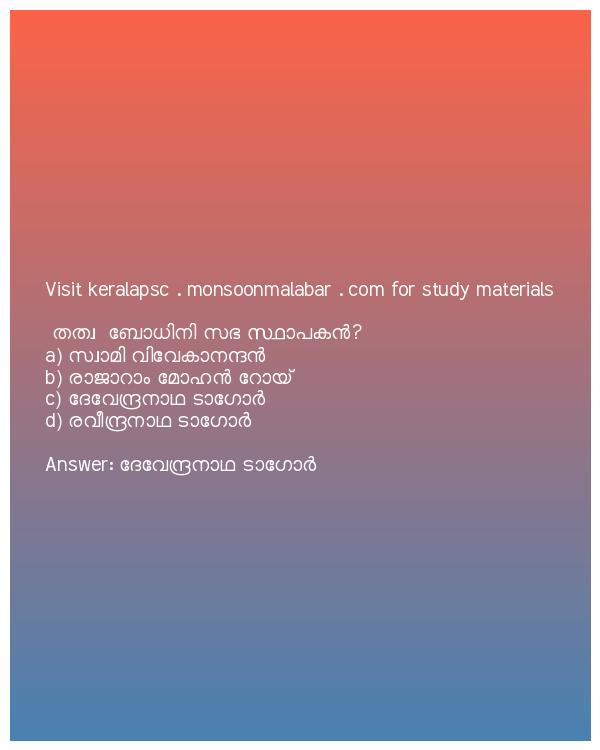 Visit keralapsc . monsoonmalabar . com for study materials
തത്വ ബോധിനി സഭ സ്ഥാപകൻ?
a) സ്വാമി വിവേകാനന്ദൻ
b) രാജാറാം മോഹൻ റോയ്
c) ദേവേന്ദ്രനാഥ ടാഗോർ
d) രവീന്ദ്രനാഥ ടാഗോർ
Answer: ദേവേന്ദ്രനാഥ ടാഗോർ